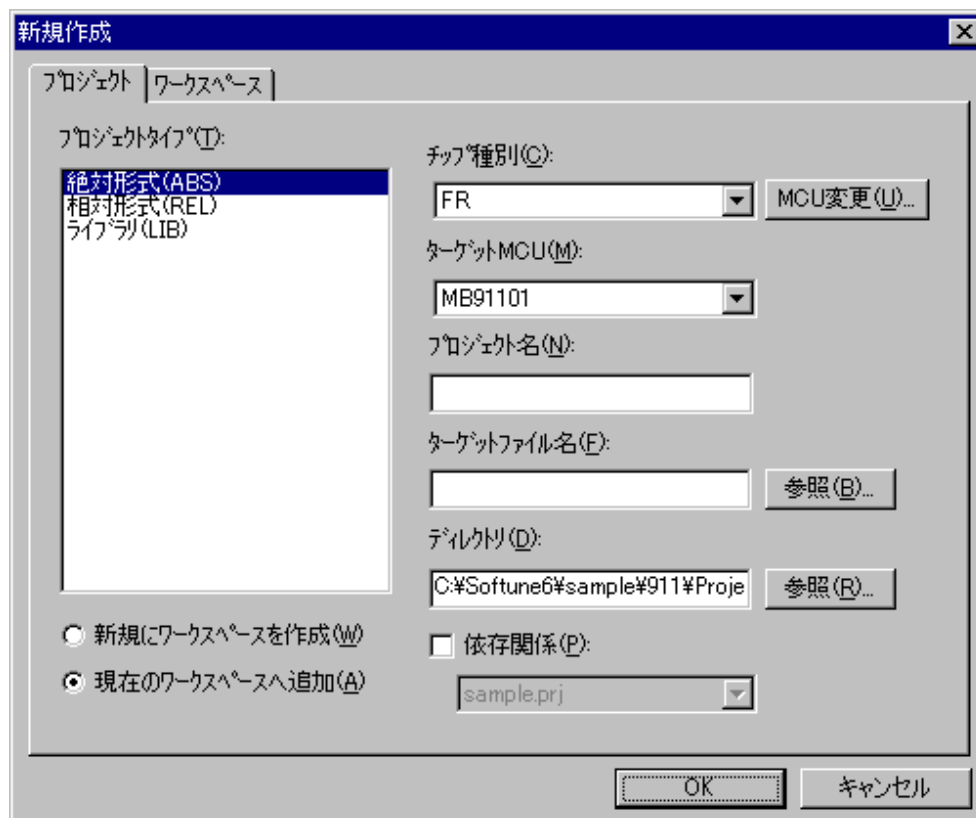 新規作成
プロジェクト
ワークスペース
プロジェクトタイプ(T):
絶対形式(ABS)
相対形式(REL)
ライブラリ(LIB)
新規にワークスペースを作成(W)
現在のワークスペースへ追加(A)
チップ種別(C):
FR
MCU変更(U)...
ターゲットMCU(M):
MB91101
プロジェクト名(N):
ターゲットファイル名(F):
参照(B)...
ディレクトリ(D):
C:¥Softune6¥sample¥911¥Proje
参照(R)...
依存関係(P):
sample.prj
OK
キャンセル